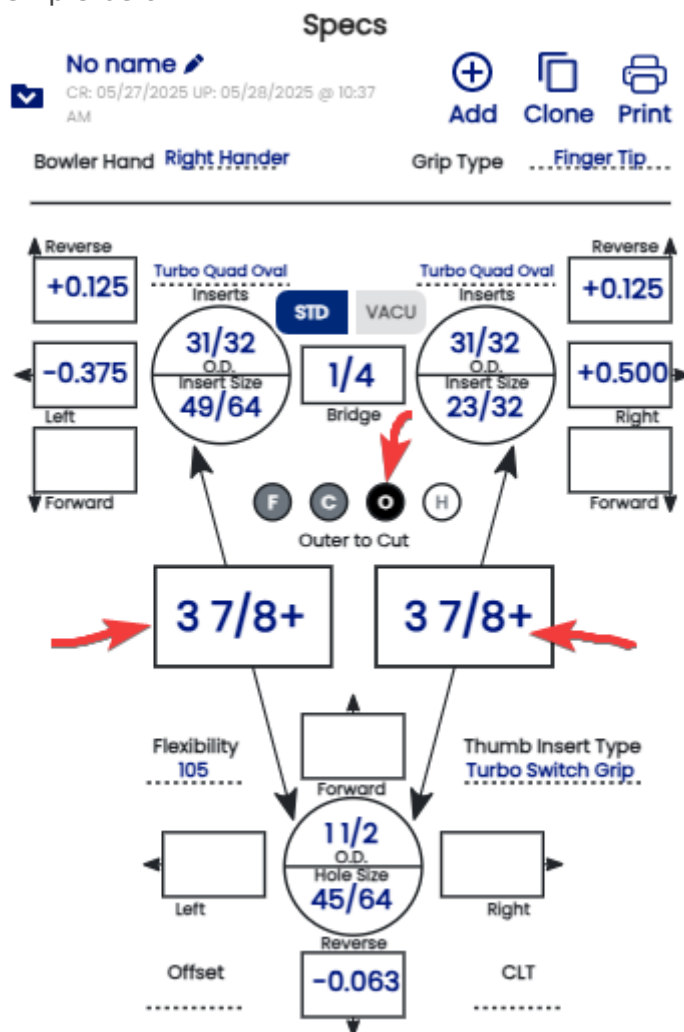 Specs
No name
CR: 05/27/2025 UP: 05/28/2025 @ 10:37
AM
Add Clone Print
Bowler Hand Right Hander Grip Type Finger Tip
Reverse Reverse
+0.125 Turbo Quad Oval Turbo Quad Oval +0.125
Inserts Inserts
STD VACU
31/32 31/32
-0.375 O.D. 1/4 O.D. +0.500
Insert Size Insert Size
49/64 23/32
Left Bridge Right
F C O H
Forward Forward
Outer to Cut
3 7/8+ 3 7/8+
Flexibility Thumb Insert Type
105 Turbo Switch Grip
Forward
1 1/2
O.D.
Hole Size
45/64
Left Right
Reverse
Offset -0.063 CLT